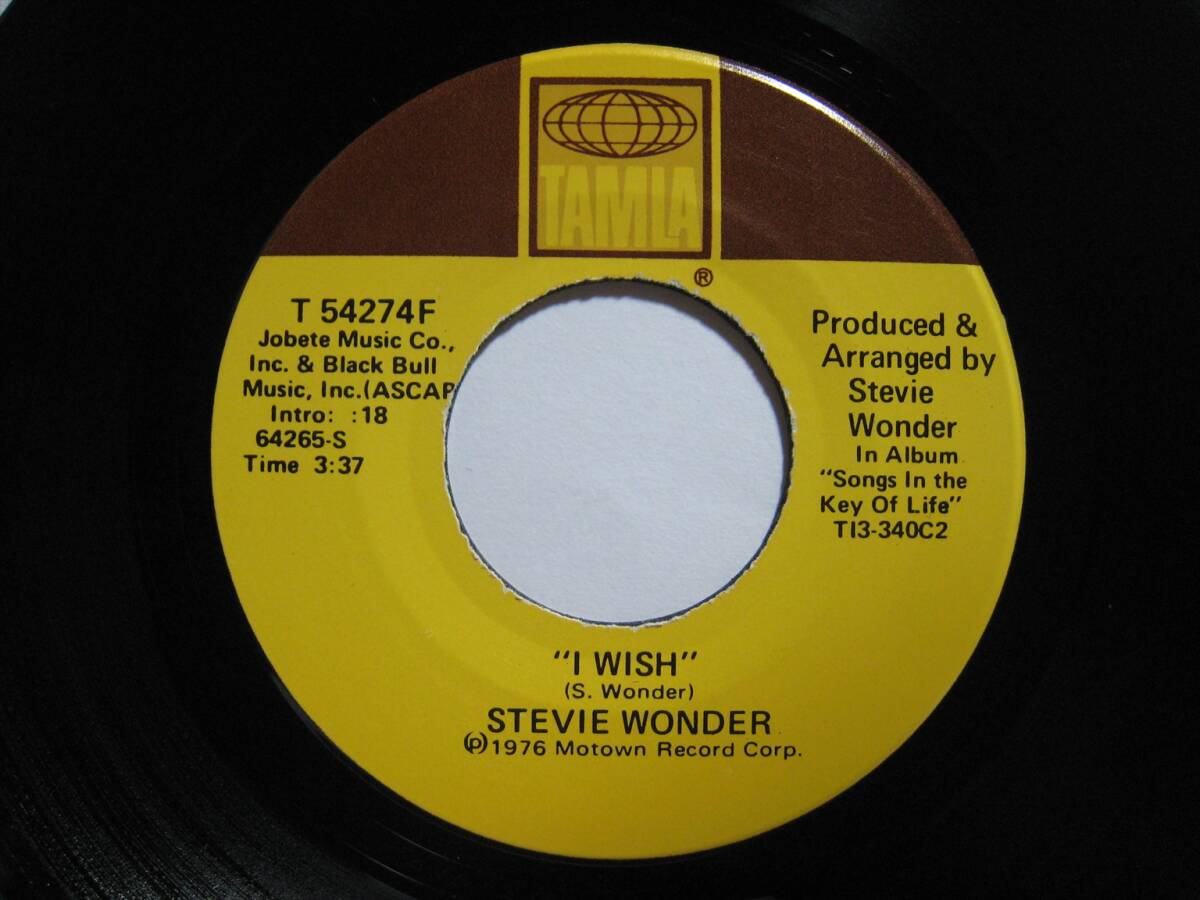 TAMLA
®
T 54274F
Jobete Music Co.,
Inc. & Black Bull
Music, Inc.(ASCAP
Intro: :18
64265-S
Time 3:37
Produced &
Arranged by
Stevie
Wonder
In Album
"Songs In the
Key Of Life"
T13-340C2
"I WISH"
(S. Wonder)
STEVIE WONDER
℗1976 Motown Record Corp.